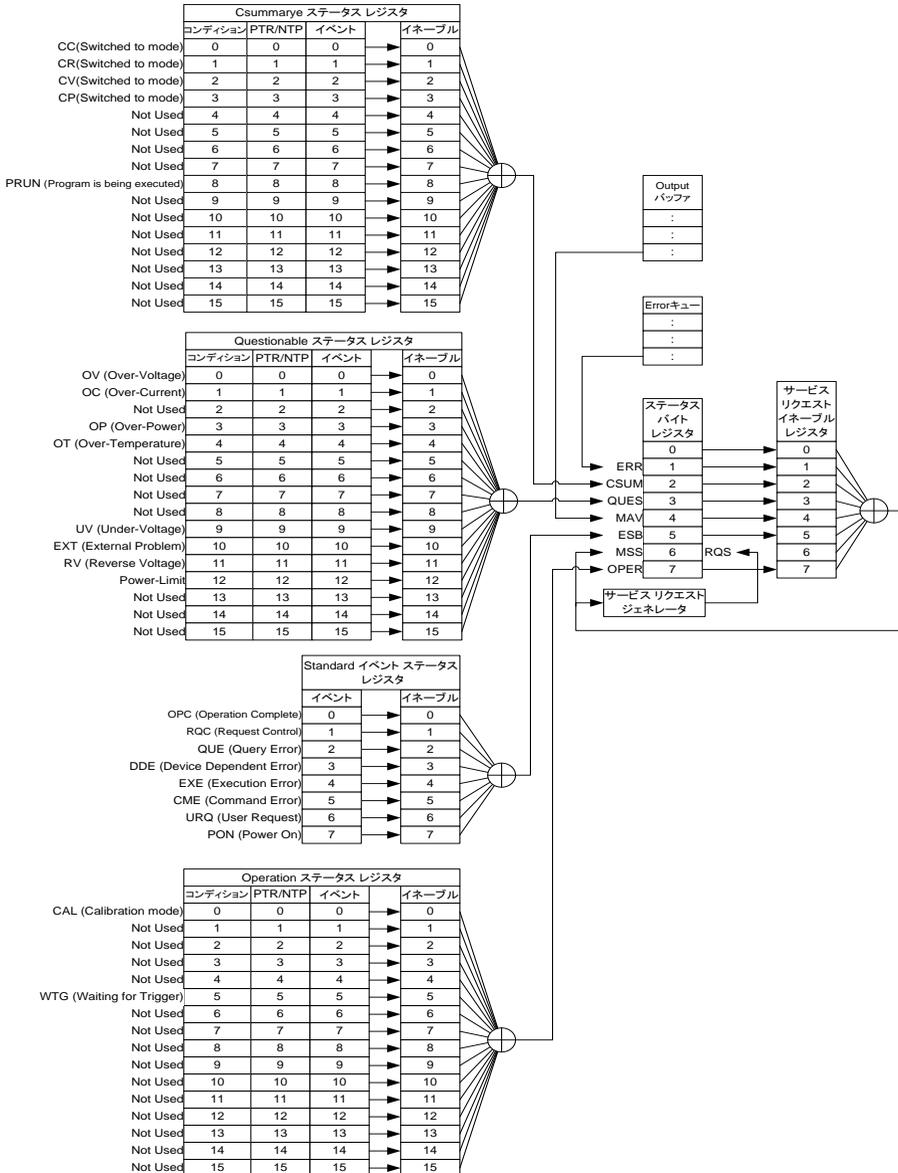 Csummarye ステータス レジスタ
コンディション PTR/NTP イベント イネーブル
CC(Switched to mode) 0 0 0 0
CR(Switched to mode) 1 1 1 1
CV(Switched to mode) 2 2 2 2
CP(Switched to mode) 3 3 3 3
Not Used 4 4 4 4
Not Used 5 5 5 5
Not Used 6 6 6 6
Not Used 7 7 7 7
PRUN (Program is being executed) 8 8 8 8
Not Used 9 9 9 9
Not Used 10 10 10 10
Not Used 11 11 11 11
Not Used 12 12 12 12
Not Used 13 13 13 13
Not Used 14 14 14 14
Not Used 15 15 15 15
Output
バッファ
:
:
:
Errorキュー
:
:
:
Questionable ステータス レジスタ
コンディション PTR/NTP イベント イネーブル
OV (Over-Voltage) 0 0 0 0
OC (Over-Current) 1 1 1 1
Not Used 2 2 2 2
OP (Over-Power) 3 3 3 3
OT (Over-Temperature) 4 4 4 4
Not Used 5 5 5 5
Not Used 6 6 6 6
Not Used 7 7 7 7
Not Used 8 8 8 8
UV (Under-Voltage) 9 9 9 9
EXT (External Problem) 10 10 10 10
RV (Reverse Voltage) 11 11 11 11
Power-Limit 12 12 12 12
Not Used 13 13 13 13
Not Used 14 14 14 14
Not Used 15 15 15 15
ステータス
バイト
レジスタ
サービス
リクエスト
イネーブル
レジスタ
0 0
ERR 1 1
CSUM 2 2
QUES 3 3
MAV 4 4
ESB 5 5
MSS 6 RQS 6
OPER 7 7
サービス リクエスト
ジェネレータ
Standard イベント ステータス
レジスタ
イベント イネーブル
OPC (Operation Complete) 0 0
RQC (Request Control) 1 1
QUE (Query Error) 2 2
DDE (Device Dependent Error) 3 3
EXE (Execution Error) 4 4
CME (Command Error) 5 5
URQ (User Request) 6 6
PON (Power On) 7 7
Operation ステータス レジスタ
コンディション PTR/NTP イベント イネーブル
CAL (Calibration mode) 0 0 0 0
Not Used 1 1 1 1
Not Used 2 2 2 2
Not Used 3 3 3 3
Not Used 4 4 4 4
WTG (Waiting for Trigger) 5 5 5 5
Not Used 6 6 6 6
Not Used 7 7 7 7
Not Used 8 8 8 8
Not Used 9 9 9 9
Not Used 10 10 10 10
Not Used 11 11 11 11
Not Used 12 12 12 12
Not Used 13 13 13 13
Not Used 14 14 14 14
Not Used 15 15 15 15